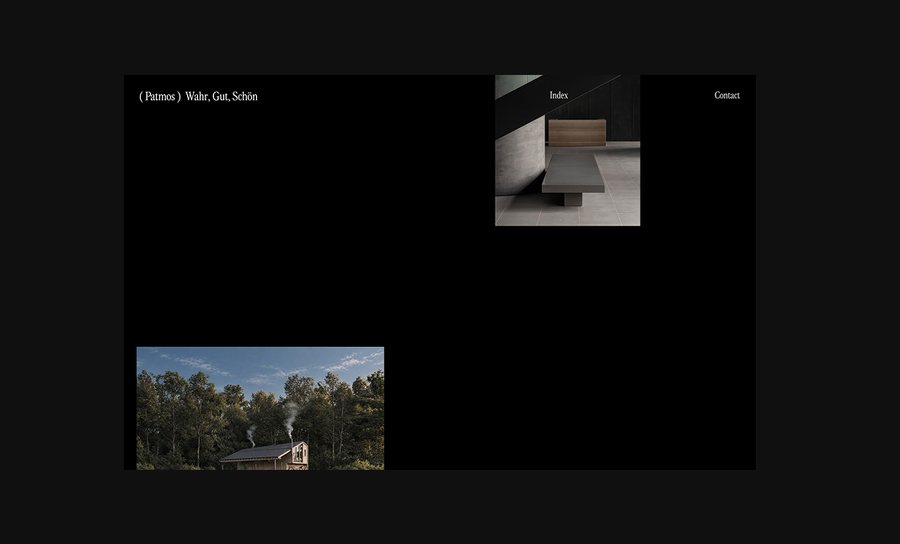 ( Patmos ) Wahr, Gut, Schön
Index
Contact